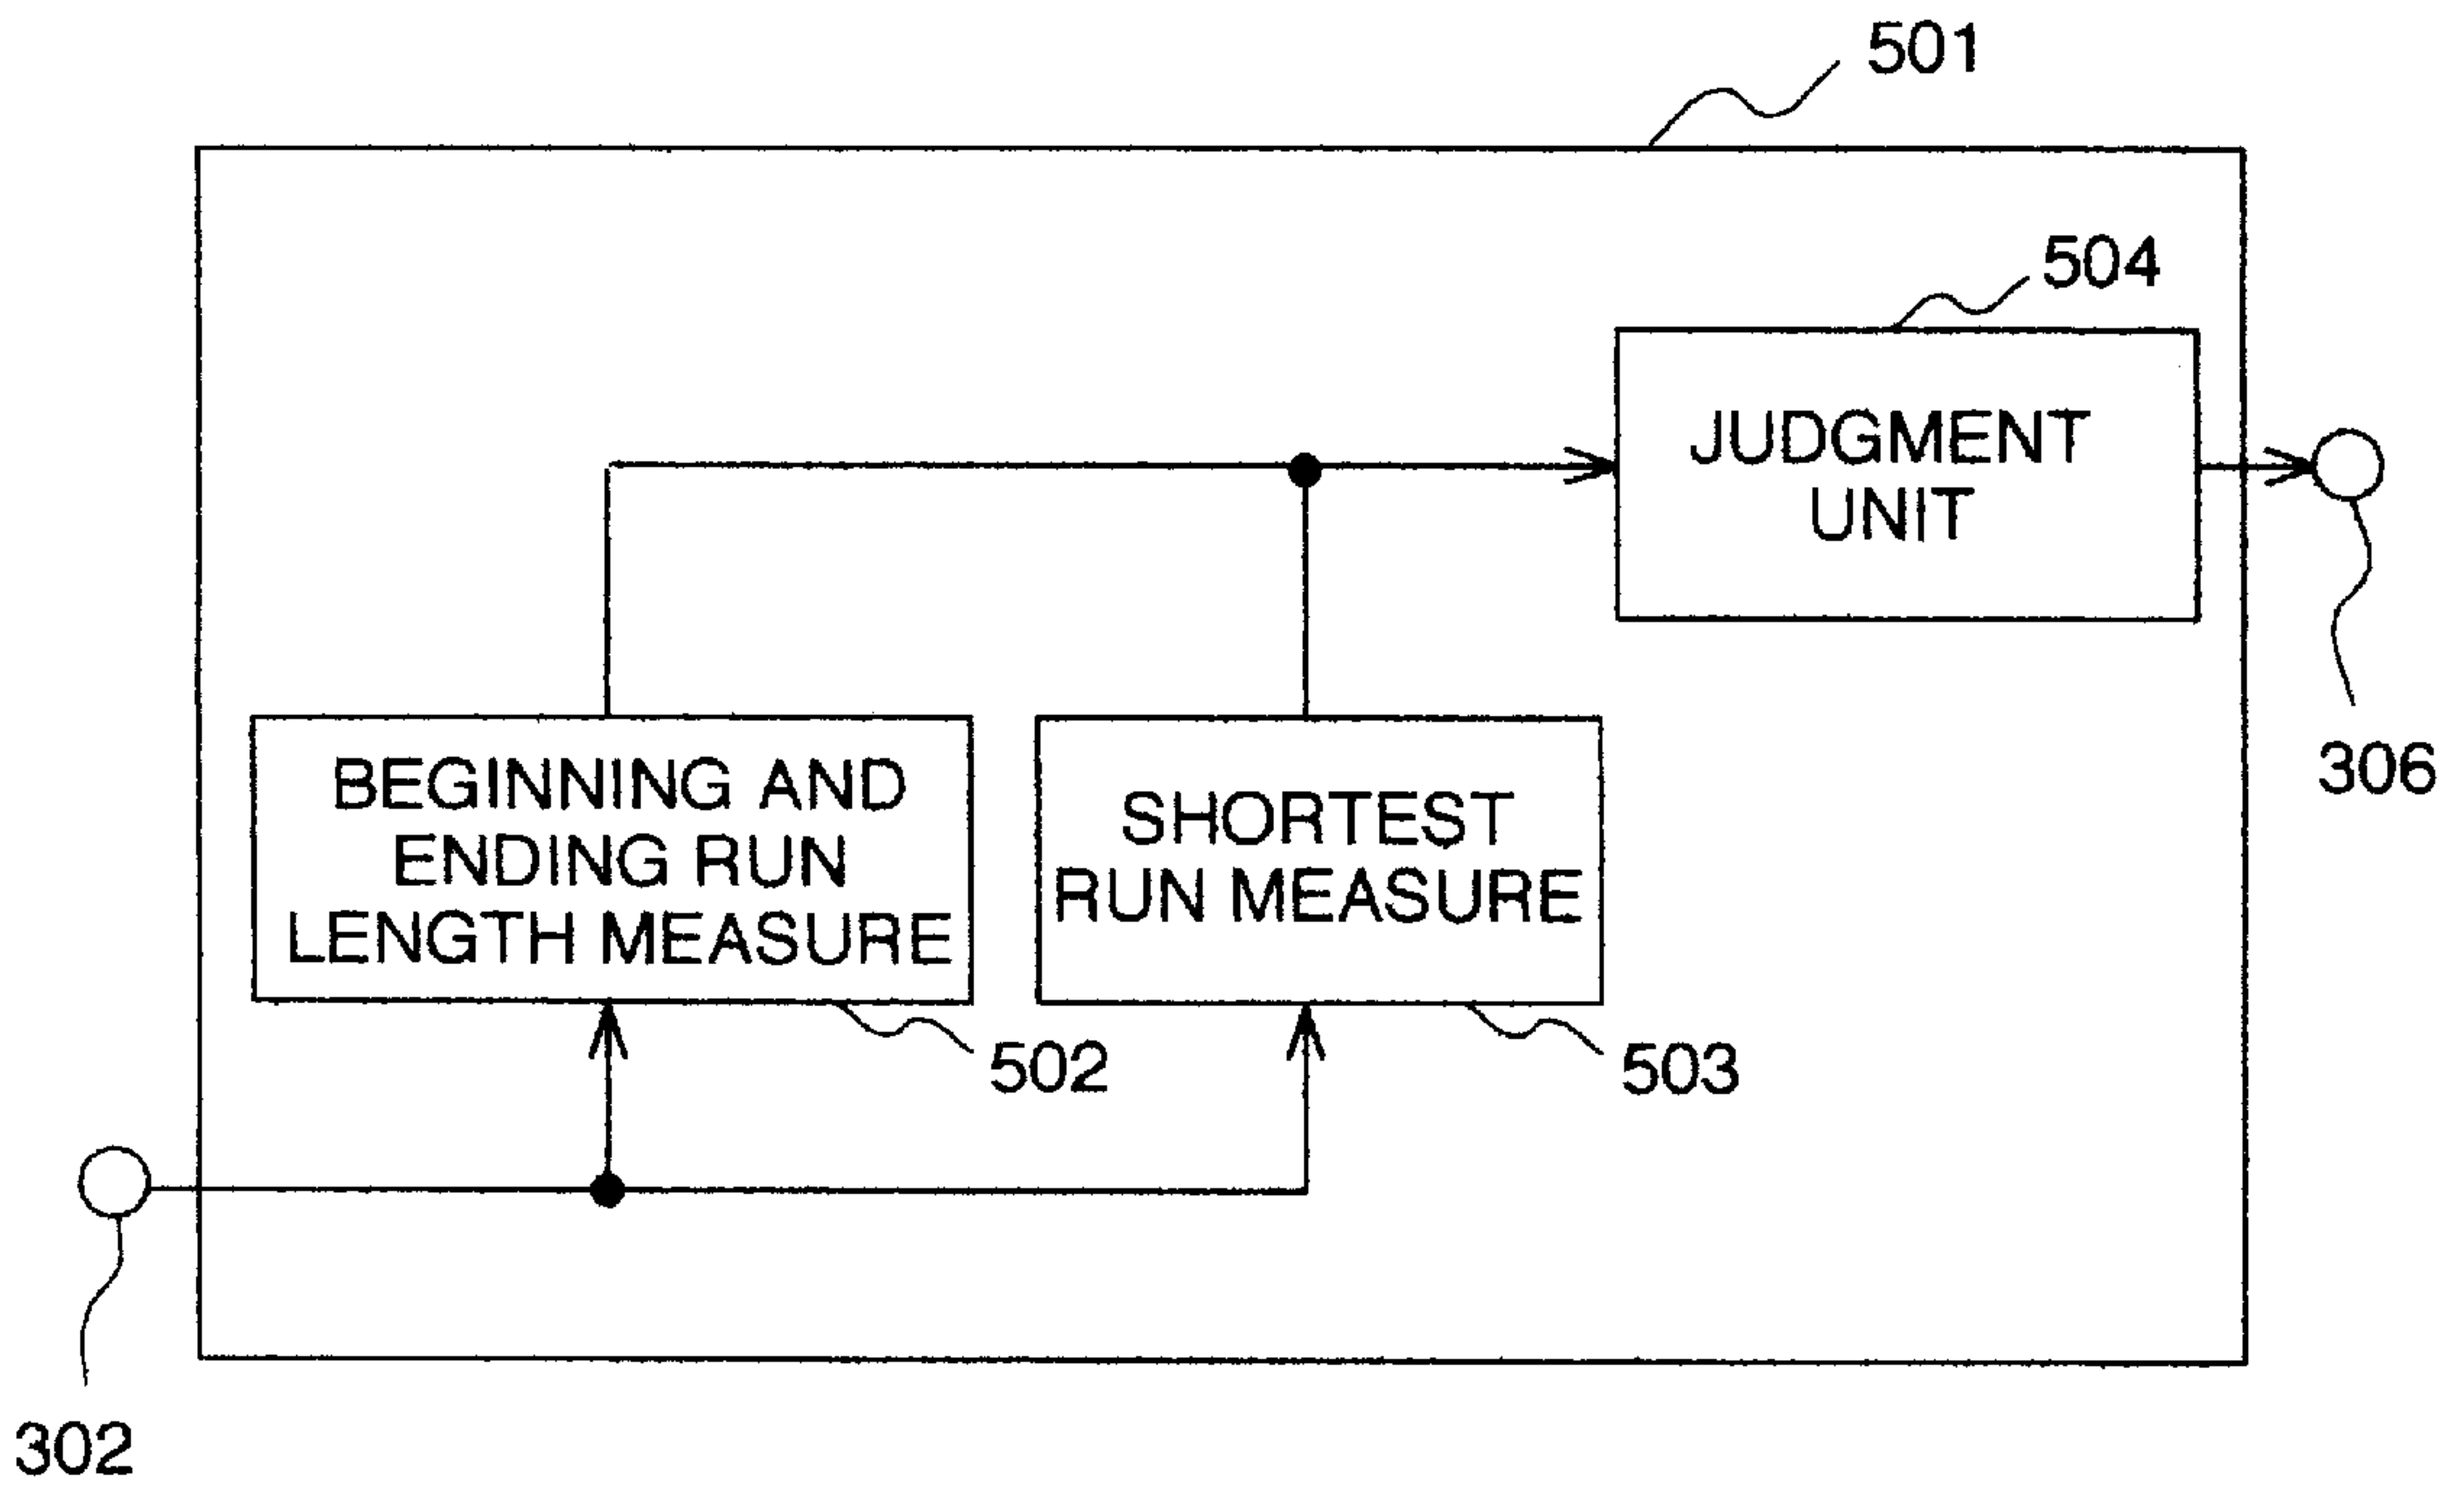 501
504
JUDGMENT
UNIT
306
BEGINNING AND
ENDING RUN
LENGTH MEASURE
SHORTEST
RUN MEASURE
502
503
302